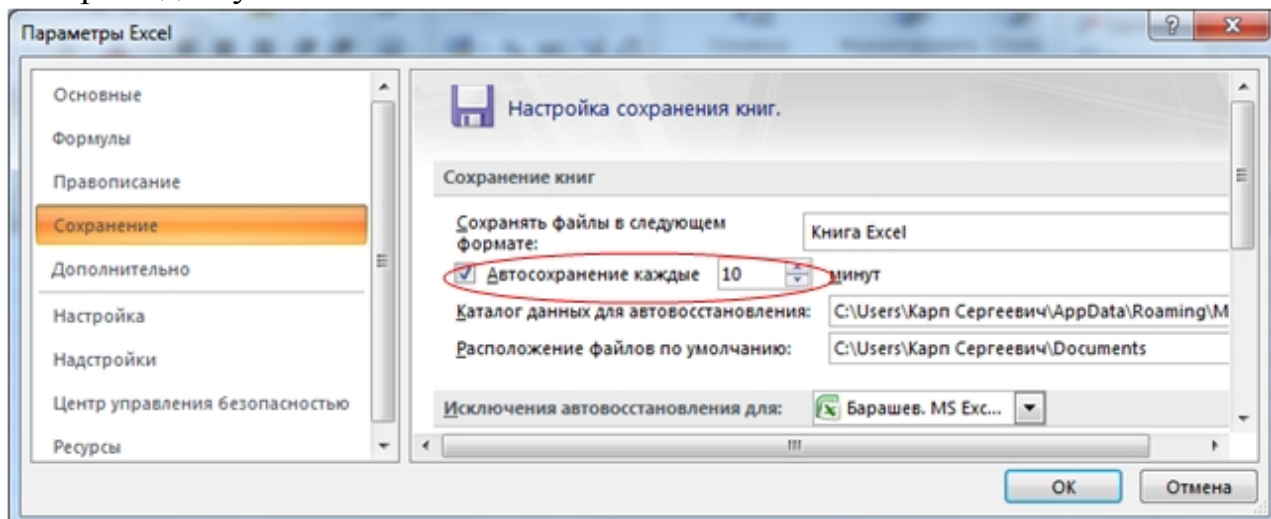 Параметры Excel
Основные
Формулы
Правописание
Сохранение
Дополнительно
Настройка
Надстройки
Центр управления безопасностью
Ресурсы
Настройка сохранения книг.
Сохранение книг
Сохранять файлы в следующем
формате:
Книга Excel
Автосохранение каждые 10 минут
Каталог данных для автовосстановления: C:\Users\Карп Сергеевич\AppData\Roaming\M
Расположение файлов по умолчанию: C:\Users\Карп Сергеевич\Documents
Исключения автовосстановления для: Барашев. MS Exc...
ОК Отмена